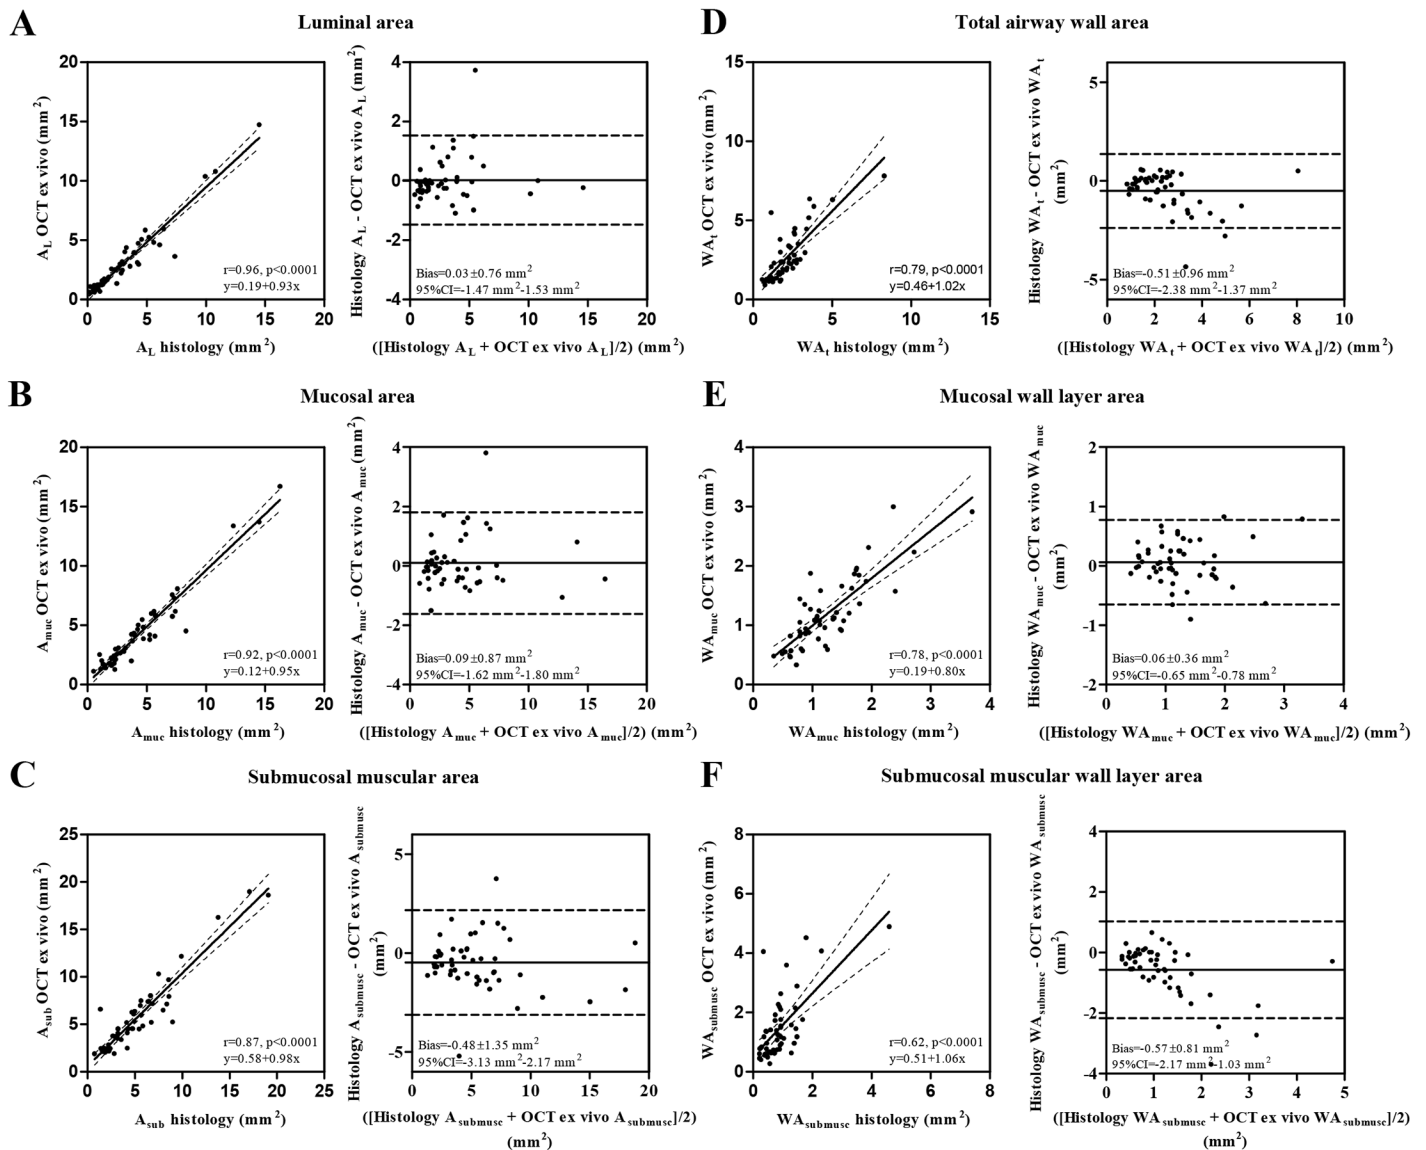 A
Luminal area
20
15
10
5
0
0 5 10 15 20
A_L OCT ex vivo (mm²)
A_L histology (mm²)
r=0.96, p<0.0001
y=0.19+0.93x
4
2
0
-2
-4
0 5 10 15 20
Histology A_L - OCT ex vivo A_L (mm²)
([Histology A_L + OCT ex vivo A_L]/2) (mm²)
Bias=0.03±0.76 mm²
95%CI=-1.47 mm²-1.53 mm²
D
Total airway wall area
15
10
5
0
0 5 10 15
WA_t OCT ex vivo (mm²)
WA_t histology (mm²)
r=0.79, p<0.0001
y=0.46+1.02x
5
0
-5
0 2 4 6 8 10
Histology WA_t - OCT ex vivo WA_t
(mm²)
([Histology WA_t + OCT ex vivo WA_t]/2) (mm²)
Bias=-0.51±0.96 mm²
95%CI=-2.38 mm²-1.37 mm²
B
Mucosal area
20
15
10
5
0
0 5 10 15 20
A_muc OCT ex vivo (mm²)
A_muc histology (mm²)
r=0.92, p<0.0001
y=0.12+0.95x
4
2
0
-2
-4
0 5 10 15 20
Histology A_muc - OCT ex vivo A_muc (mm²)
([Histology A_muc + OCT ex vivo A_muc]/2) (mm²)
Bias=0.09±0.87 mm²
95%CI=-1.62 mm²-1.80 mm²
E
Mucosal wall layer area
4
3
2
1
0
0 1 2 3 4
WA_muc OCT ex vivo (mm²)
WA_muc histology (mm²)
r=0.78, p<0.0001
y=0.19+0.80x
2
1
0
-1
-2
0 1 2 3 4
Histology WA_muc - OCT ex vivo WA_muc
(mm²)
([Histology WA_muc + OCT ex vivo WA_muc]/2) (mm²)
Bias=0.06±0.36 mm²
95%CI=-0.65 mm²-0.78 mm²
C
Submucosal muscular area
25
20
15
10
5
0
0 5 10 15 20 25
A_sub OCT ex vivo (mm²)
A_sub histology (mm²)
r=0.87, p<0.0001
y=0.58+0.98x
5
0
-5
0 5 10 15 20
Histology A_submusc - OCT ex vivo A_submusc
(mm²)
([Histology A_submusc + OCT ex vivo A_submusc]/2)
(mm²)
Bias=-0.48±1.35 mm²
95%CI=-3.13 mm²-2.17 mm²
F
Submucosal muscular wall layer area
8
6
4
2
0
0 2 4 6 8
WA_submusc OCT ex vivo (mm²)
WA_submusc histology (mm²)
r=0.62, p<0.0001
y=0.51+1.06x
4
2
0
-2
-4
0 1 2 3 4 5
Histology WA_submusc - OCT ex vivo WA_submusc
(mm²)
([Histology WA_submusc + OCT ex vivo WA_submusc]/2)
(mm²)
Bias=-0.57±0.81 mm²
95%CI=-2.17 mm²-1.03 mm²